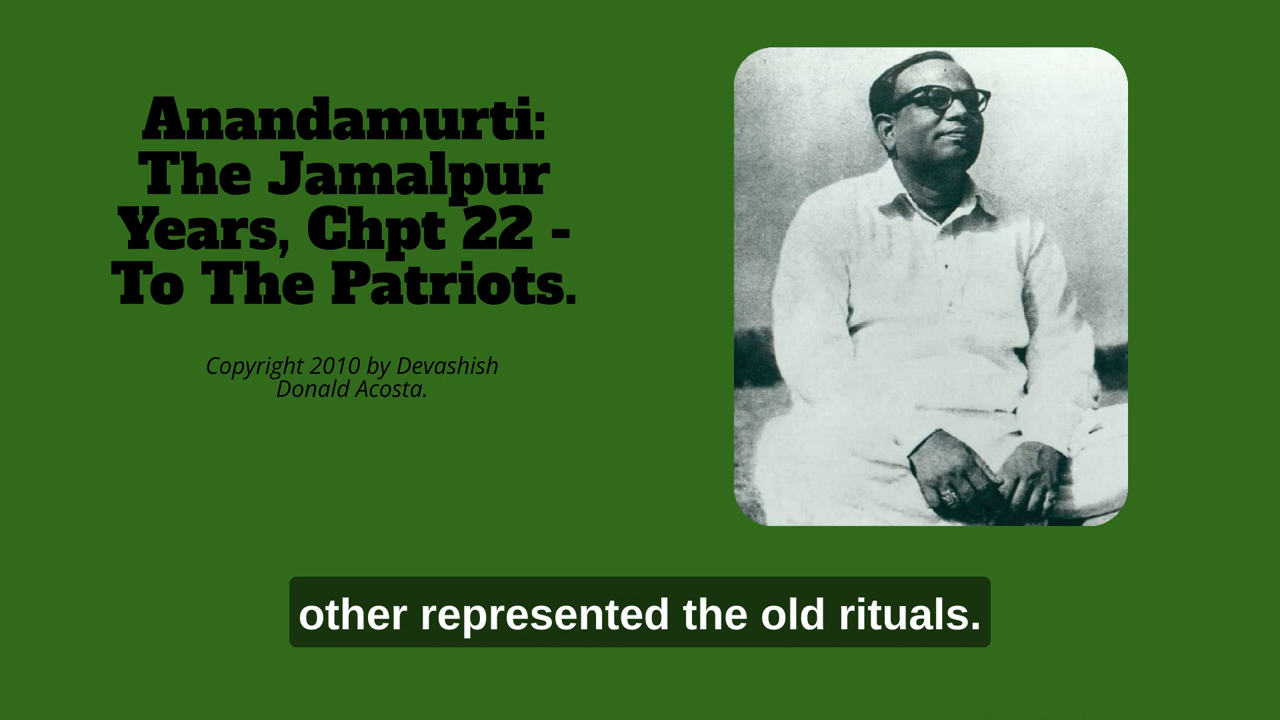 Anandamurti:
The Jamalpur
Years, Chpt 22 -
To The Patriots.
Copyright 2010 by Devashish
Donald Acosta.
other represented the old rituals.